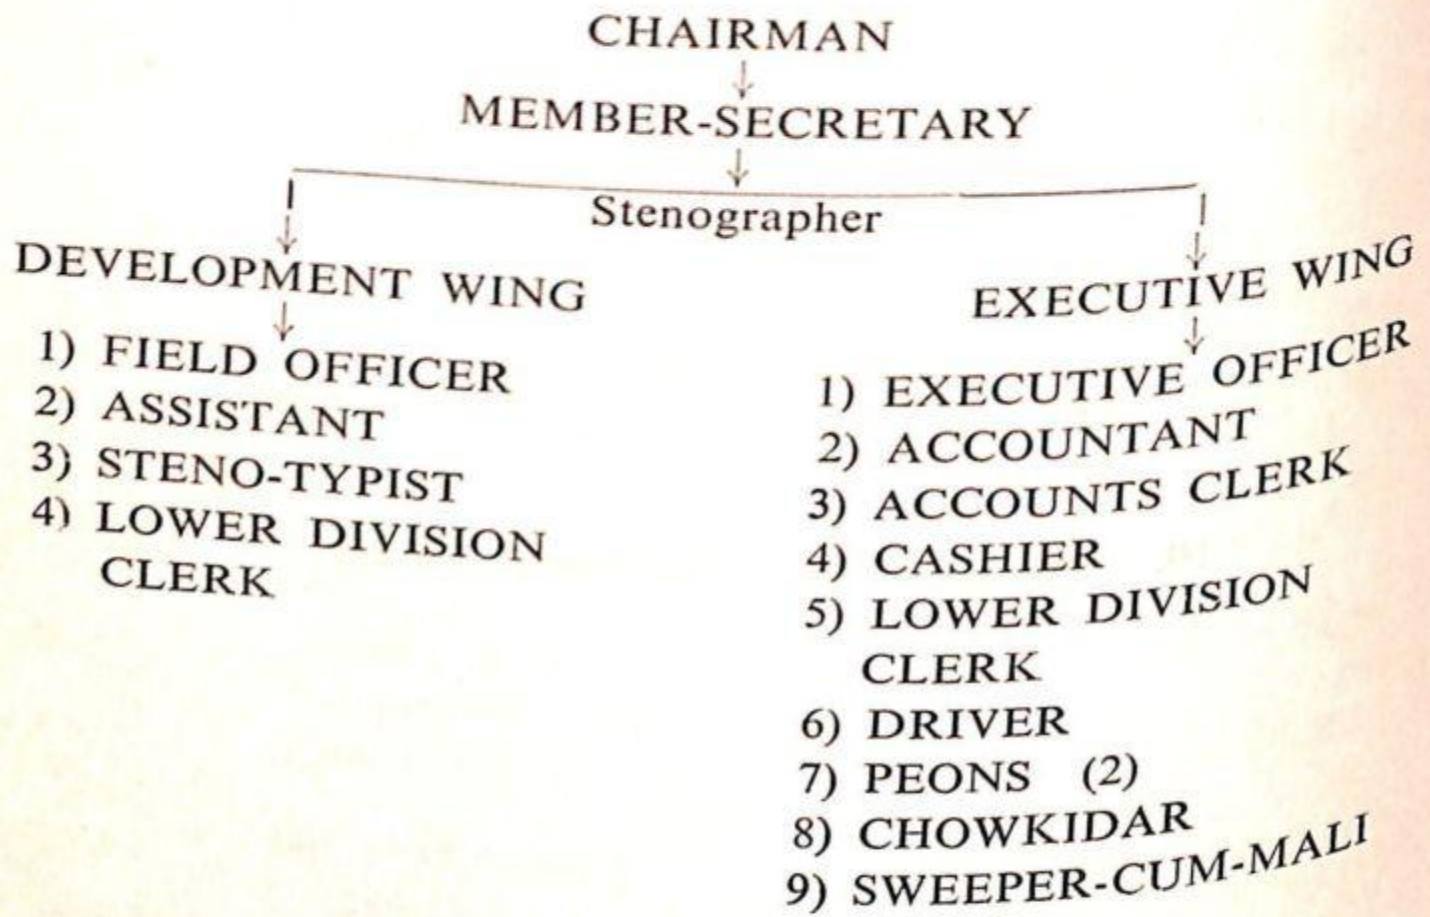 CHAIRMAN
MEMBER-SECRETARY
Stenographer
DEVELOPMENT WING
1) FIELD OFFICER
2) ASSISTANT
3) STENO-TYPIST
4) LOWER DIVISION
CLERK
EXECUTIVE WING
1) EXECUTIVE OFFICER
2) ACCOUNTANT
3) ACCOUNTS CLERK
4) CASHIER
5) LOWER DIVISION
CLERK
6) DRIVER
7) PEONS (2)
8) CHOWKIDAR
9) SWEEPER-CUM-MALI